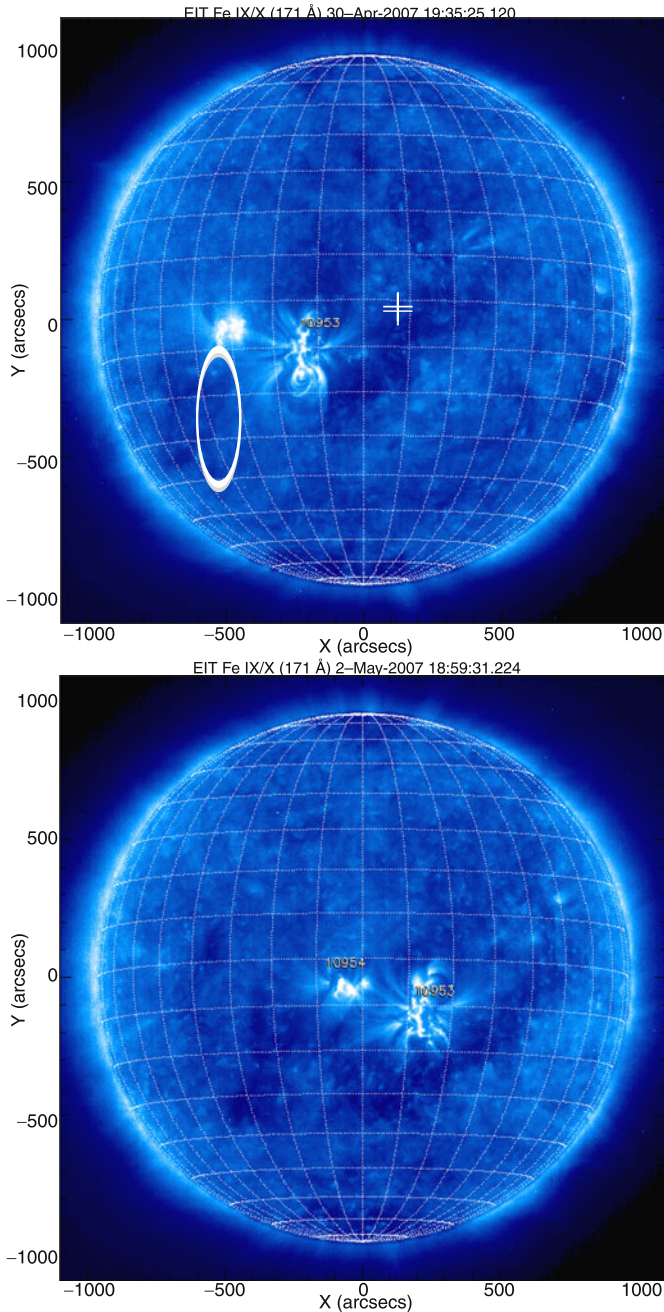 EIT Fe IX/X (171 Å) 30–Apr-2007 19:35:25.120
1000
500
0
–500
–1000
Y (arcsecs)
10953
–1000 –500 0 500 1000
X (arcsecs)
EIT Fe IX/X (171 Å) 2–May-2007 18:59:31.224
1000
500
0
–500
–1000
Y (arcsecs)
10954
10953
–1000 –500 0 500 1000
X (arcsecs)